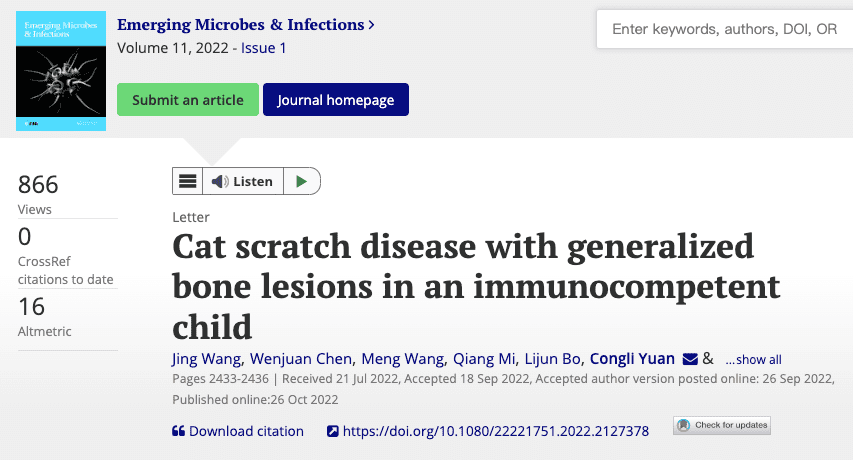 Emerging Microbes
& Infections
Emerging Microbes & Infections >
Volume 11, 2022 - Issue 1
Enter keywords, authors, DOI, OR
Submit an article
Journal homepage
866
Views
0
CrossRef
citations to date
16
Altmetric
Listen
Letter
Cat scratch disease with generalized
bone lesions in an immunocompetent
child
Jing Wang, Wenjuan Chen, Meng Wang, Qiang Mi, Lijun Bo, Congli Yuan & ...show all
Pages 2433-2436 | Received 21 Jul 2022, Accepted 18 Sep 2022, Accepted author version posted online: 26 Sep 2022,
Published online:26 Oct 2022
Download citation
https://doi.org/10.1080/22221751.2022.2127378
Check for updates